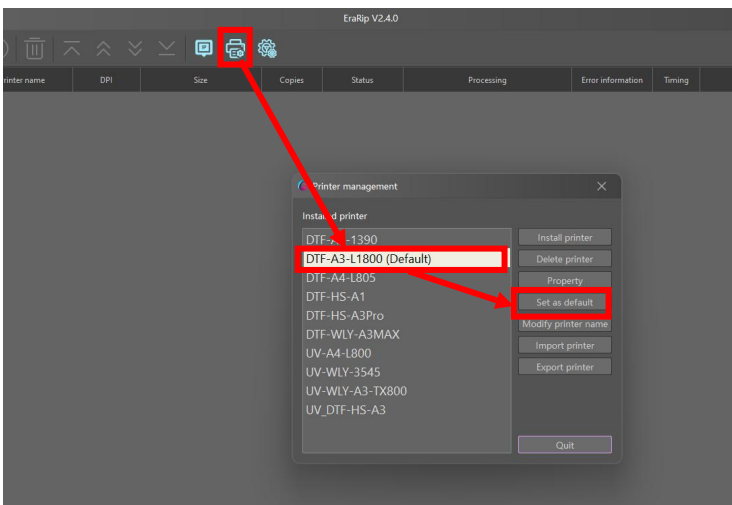 EraRip V2.4.0
rinter name DPI Size Copies Status Processing Error information Timing
Printer management
Installed printer
DTF-A3-1390
DTF-A3-L1800 (Default)
DTF-A4-L805
DTF-HS-A1
DTF-HS-A3Pro
DTF-WLY-A3MAX
UV-A4-L800
UV-WLY-3545
UV-WLY-A3-TX800
UV_DTF-HS-A3
Install printer
Delete printer
Property
Set as default
Modify printer name
Import printer
Export printer
Quit